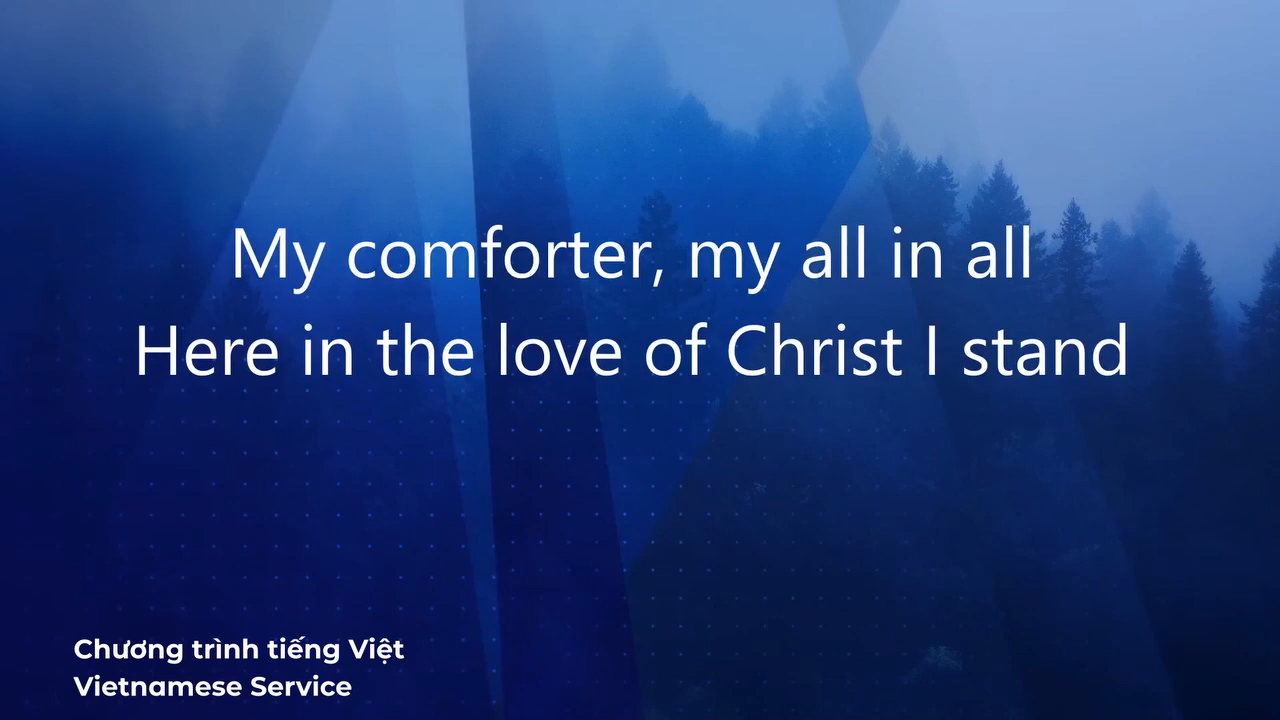 My comforter, my all in all
Here in the love of Christ I stand
Chương trình tiếng Việt
Vietnamese Service